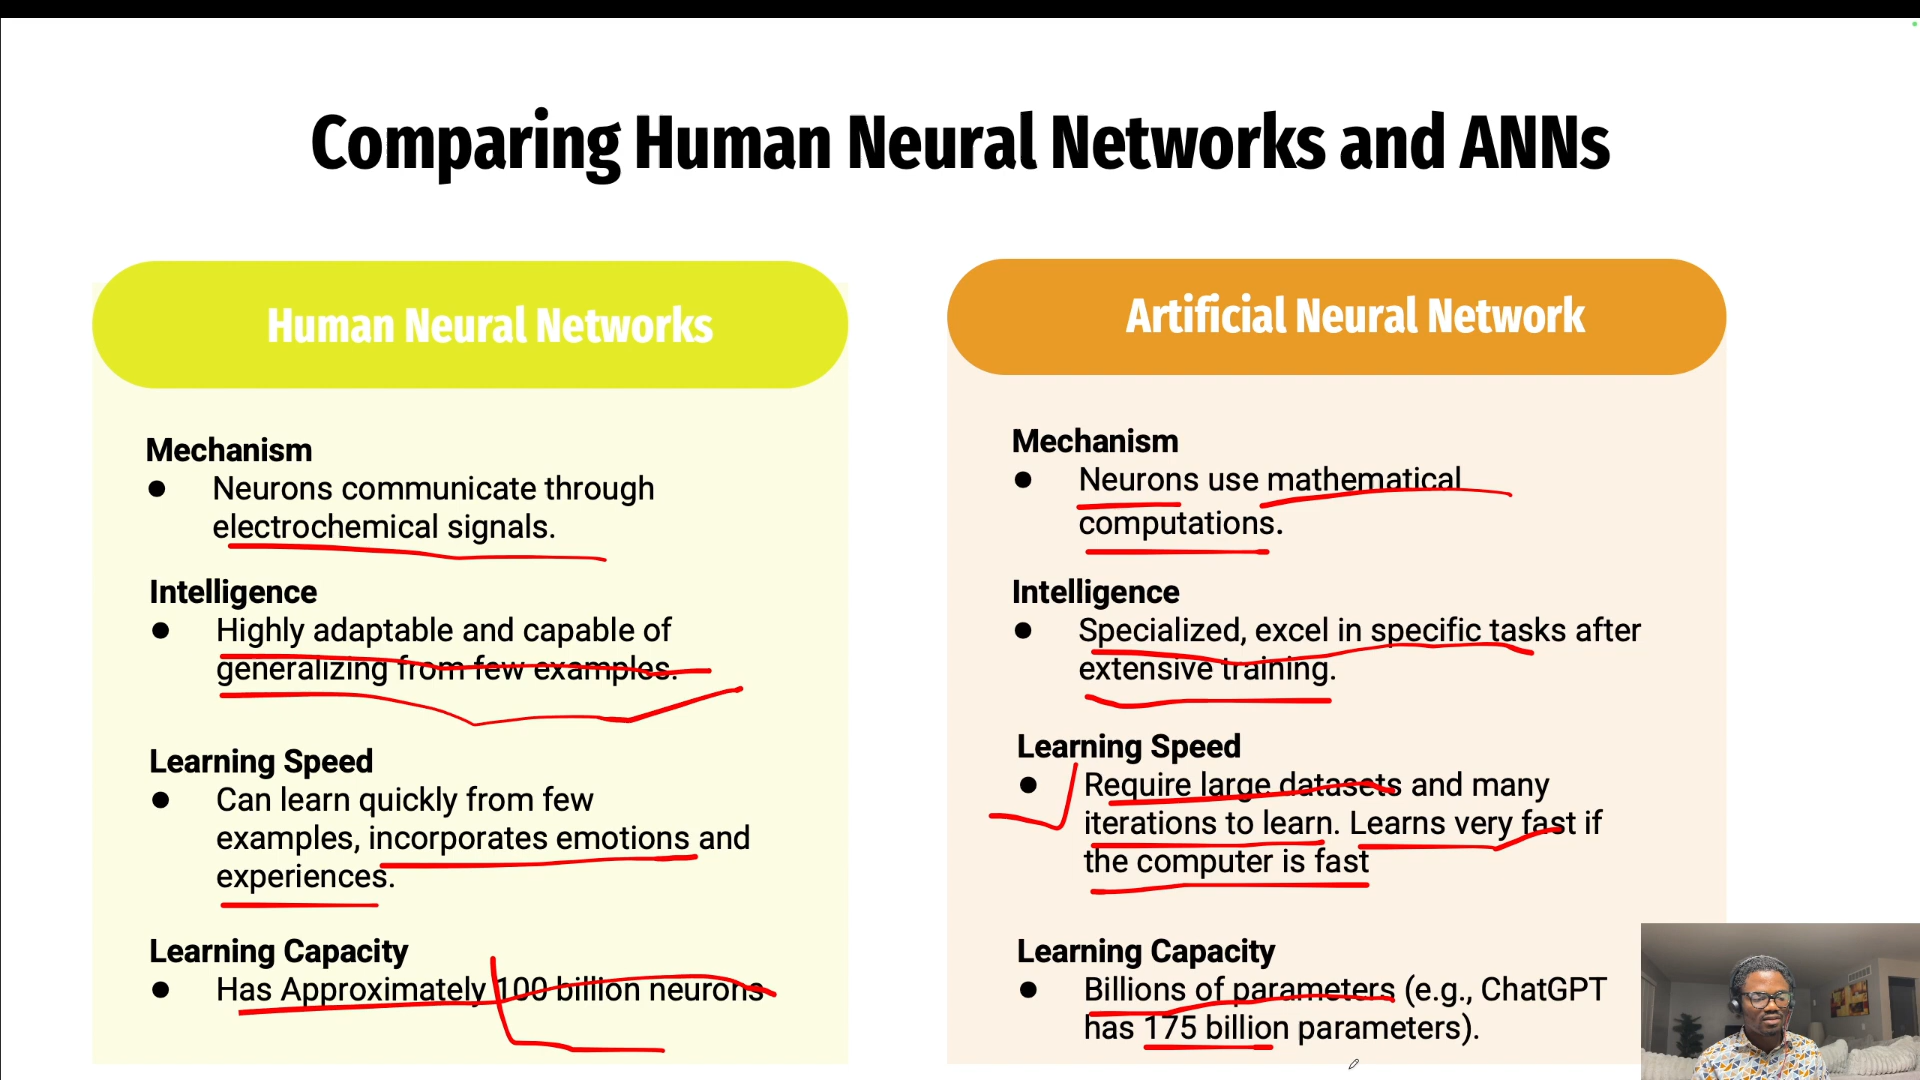 Comparing Human Neural Networks and ANNs
Human Neural Networks
Mechanism
● Neurons communicate through
electrochemical signals.
Intelligence
● Highly adaptable and capable of
generalizing from few examples.
Learning Speed
● Can learn quickly from few
examples, incorporates emotions and
experiences.
Learning Capacity
● Has Approximately 100 billion neurons
Artificial Neural Network
Mechanism
● Neurons use mathematical
computations.
Intelligence
● Specialized, excel in specific tasks after
extensive training.
Learning Speed
● Require large datasets and many
iterations to learn. Learns very fast if
the computer is fast
Learning Capacity
● Billions of parameters (e.g., ChatGPT
has 175 billion parameters).